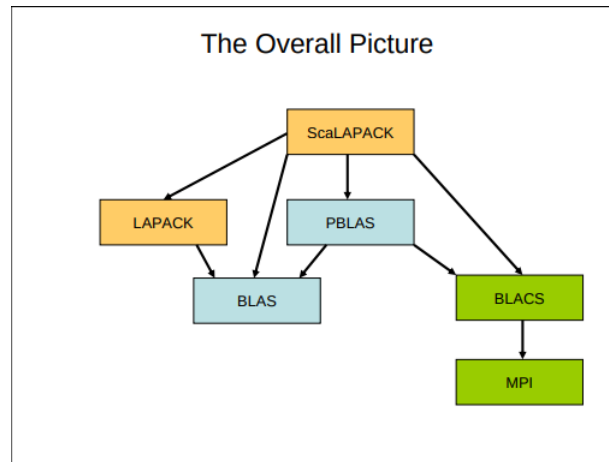 The Overall Picture
ScaLAPACK
LAPACK
PBLAS
BLAS
BLACS
MPI